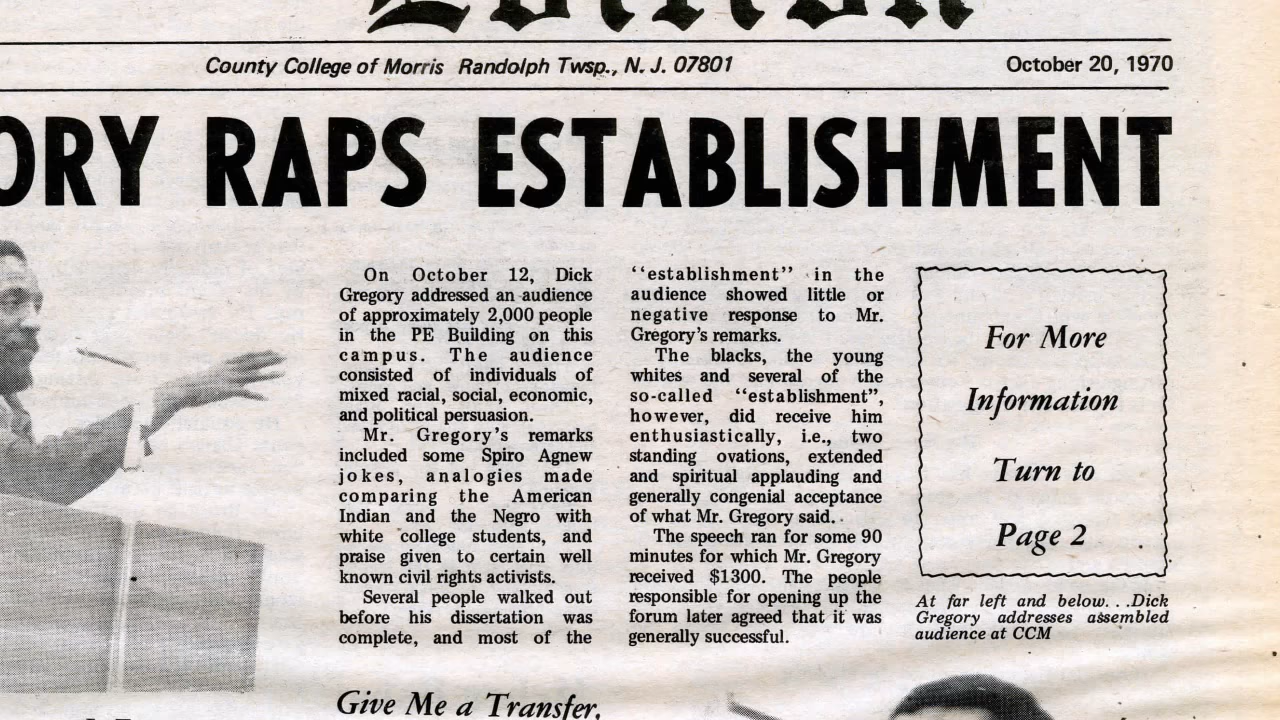 County College of Morris Randolph Twsp., N. J. 07801
October 20, 1970
ORY RAPS ESTABLISHMENT
On October 12, Dick
Gregory addressed an audience
of approximately 2,000 people
in the PE Building on this
campus. The audience
consisted of individuals of
mixed racial, social, economic,
and political persuasion.
Mr. Gregory's remarks
included some Spiro Agnew
jokes, analogies made
comparing the American
Indian and the Negro with
white college students, and
praise given to certain well
known civil rights activists.
Several people walked out
before his dissertation was
complete, and most of the
"establishment" in the
audience showed little or
negative response to Mr.
Gregory's remarks.
The blacks, the young
whites and several of the
so-called "establishment",
however, did receive him
enthusiastically, i.e., two
standing ovations, extended
and spiritual applauding and
generally congenial acceptance
of what Mr. Gregory said.
The speech ran for some 90
minutes for which Mr. Gregory
received $1300. The people
responsible for opening up the
forum later agreed that it was
generally successful.
For More
Information
Turn to
Page 2
At far left and below. . .Dick
Gregory addresses assembled
audience at CCM
Give Me a Transfer,